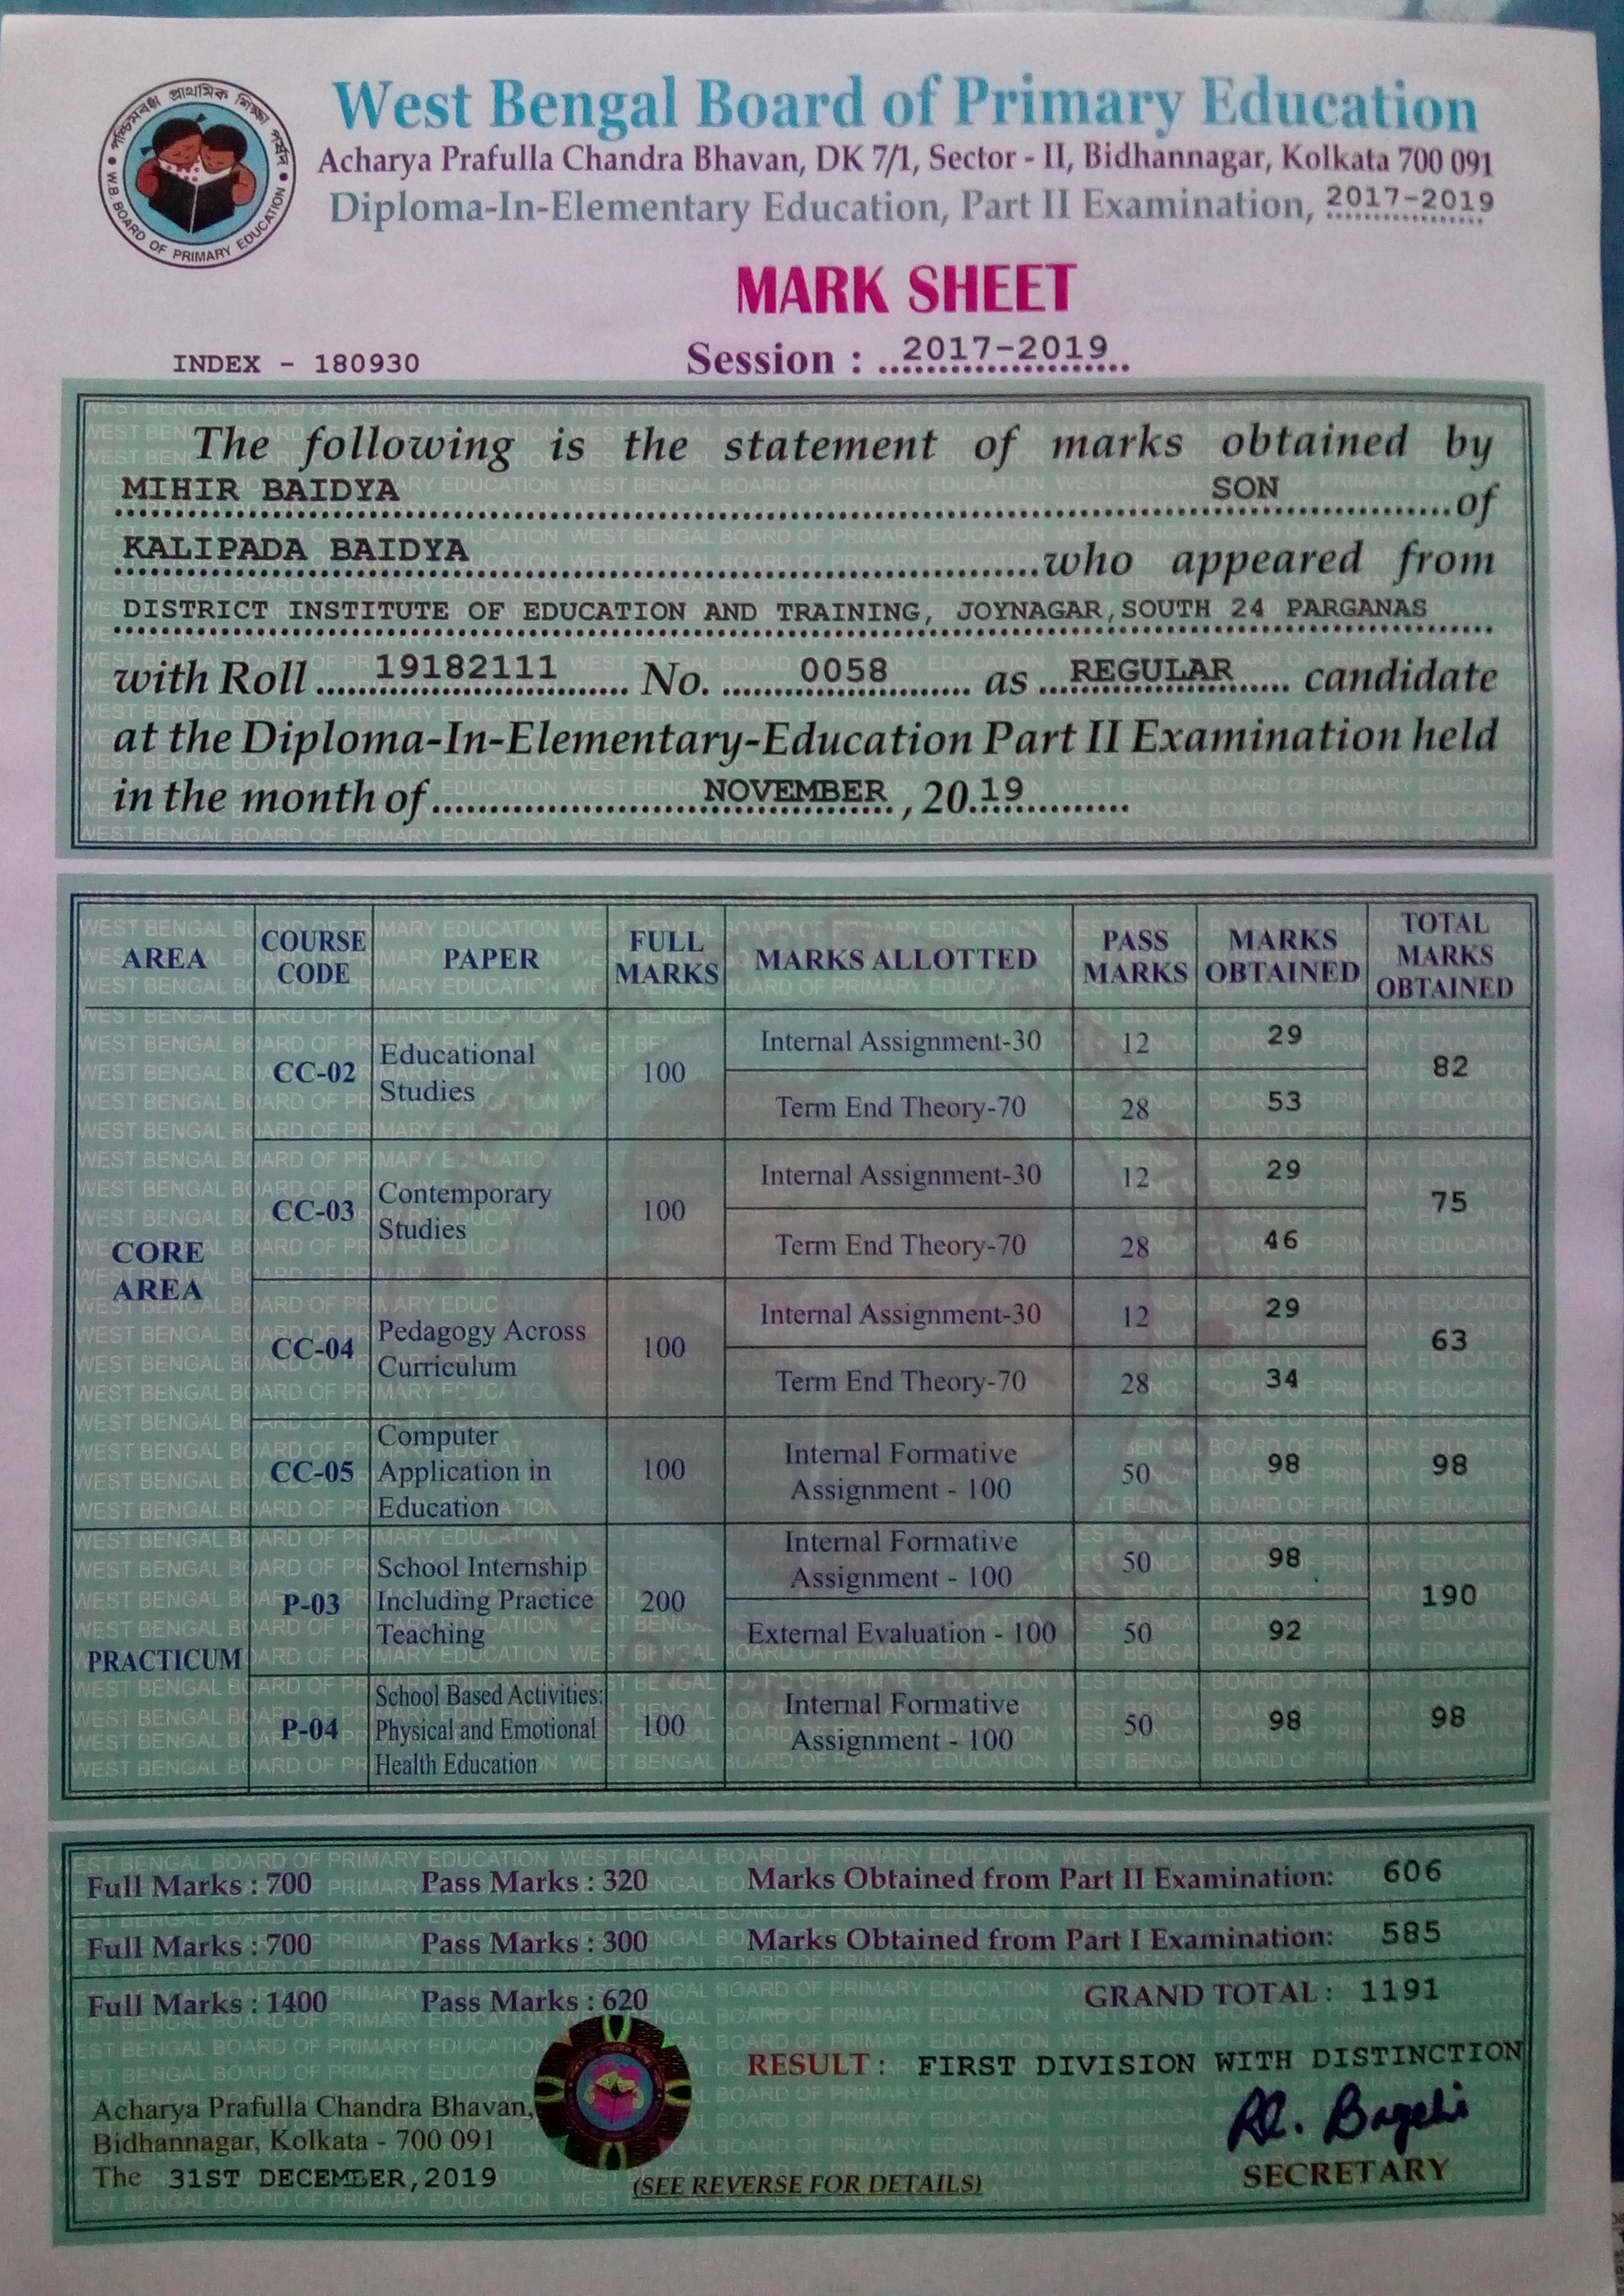 পশ্চিমবঙ্গ প্রাথমিক শিক্ষা পর্ষদ
W.B. BOARD OF PRIMARY EDUCATION
West Bengal Board of Primary Education
Acharya Prafulla Chandra Bhavan, DK 7/1, Sector - II, Bidhannagar, Kolkata 700 091
Diploma-In-Elementary Education, Part II Examination, 2017-2019
MARK SHEET
INDEX - 180930
Session : 2017-2019
The following is the statement of marks obtained by
MIHIR BAIDYA SON of
KALIPADA BAIDYA who appeared from
DISTRICT INSTITUTE OF EDUCATION AND TRAINING, JOYNAGAR,SOUTH 24 PARGANAS
with Roll 19182111 No. 0058 as REGULAR candidate
at the Diploma-In-Elementary-Education Part II Examination held
in the month of NOVEMBER , 20 19
AREA COURSE CODE PAPER FULL MARKS MARKS ALLOTTED PASS MARKS MARKS OBTAINED TOTAL MARKS OBTAINED
CORE AREA
CC-02 Educational Studies 100 Internal Assignment-30 12 29 82
Term End Theory-70 28 53
CC-03 Contemporary Studies 100 Internal Assignment-30 12 29 75
Term End Theory-70 28 46
CC-04 Pedagogy Across Curriculum 100 Internal Assignment-30 12 29 63
Term End Theory-70 28 34
CC-05 Computer Application in Education 100 Internal Formative Assignment - 100 50 98 98
PRACTICUM
P-03 School Internship Including Practice Teaching 200 Internal Formative Assignment - 100 50 98 190
External Evaluation - 100 50 92
P-04 School Based Activities: Physical and Emotional Health Education 100 Internal Formative Assignment - 100 50 98 98
Full Marks : 700 Pass Marks : 320 Marks Obtained from Part II Examination: 606
Full Marks : 700 Pass Marks : 300 Marks Obtained from Part I Examination: 585
Full Marks : 1400 Pass Marks : 620 GRAND TOTAL : 1191
RESULT : FIRST DIVISION WITH DISTINCTION
Acharya Prafulla Chandra Bhavan,
Bidhannagar, Kolkata - 700 091
The 31ST DECEMBER,2019
(SEE REVERSE FOR DETAILS)
R. Bagchi
SECRETARY